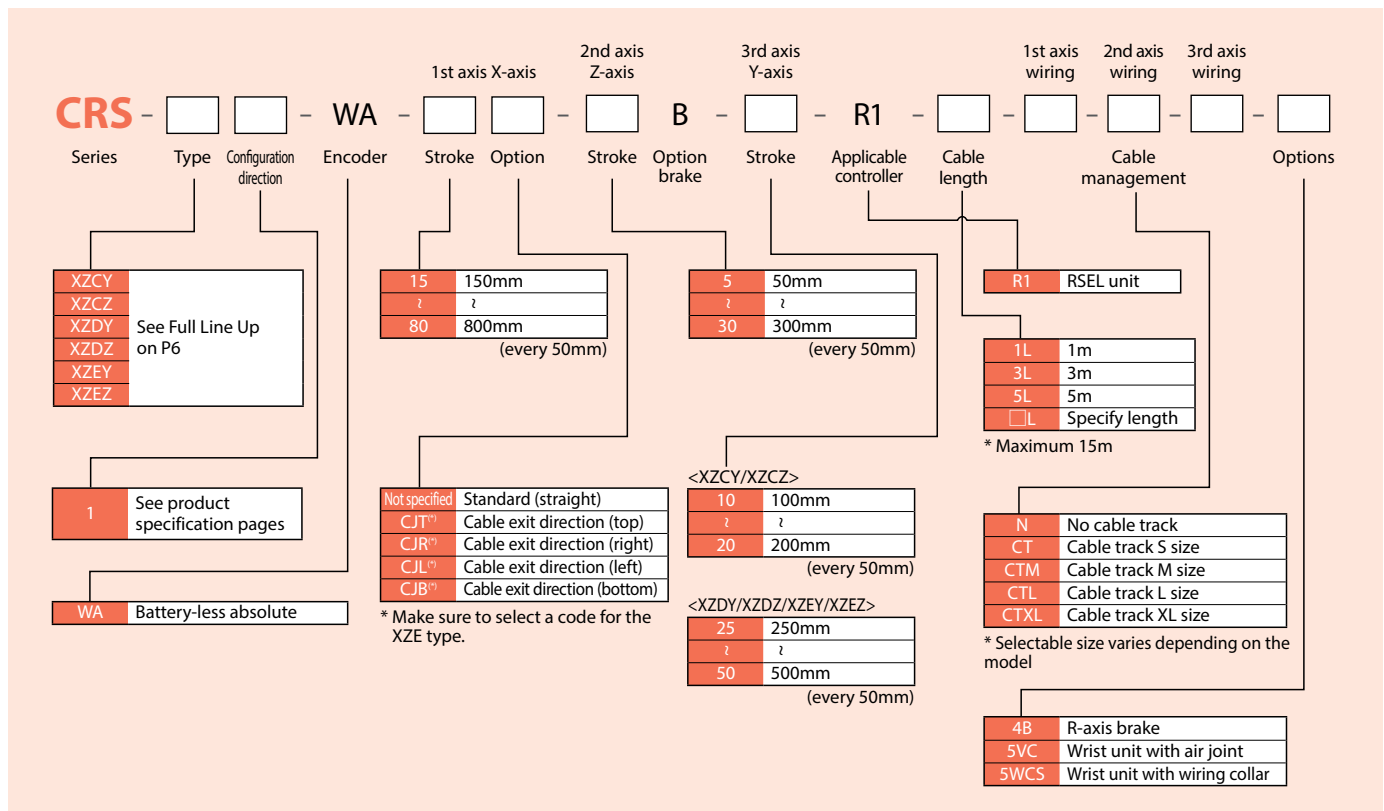 1st axis X-axis
2nd axis
Z-axis
3rd axis
Y-axis
1st axis
wiring
2nd axis
wiring
3rd axis
wiring
CRS - □ □ - WA - □ □ - □ B - □ - R1 - □ - □ - □ - □ - □
Series
Type
Configuration
direction
Encoder
Stroke
Option
Stroke
Option
brake
Stroke
Applicable
controller
Cable
length
Cable
management
Options
XZCY
XZCZ
XZDY
XZDZ
XZEY
XZEZ
See Full Line Up
on P6
1
See product
specification pages
WA Battery-less absolute
15 150mm
≀ ≀
80 800mm
(every 50mm)
Not specified Standard (straight)
CJT(*) Cable exit direction (top)
CJR(*) Cable exit direction (right)
CJL(*) Cable exit direction (left)
CJB(*) Cable exit direction (bottom)
* Make sure to select a code for the
XZE type.
5 50mm
≀ ≀
30 300mm
(every 50mm)
<XZCY/XZCZ>
10 100mm
≀ ≀
20 200mm
(every 50mm)
<XZDY/XZDZ/XZEY/XZEZ>
25 250mm
≀ ≀
50 500mm
(every 50mm)
R1 RSEL unit
1L 1m
3L 3m
5L 5m
□L Specify length
* Maximum 15m
N No cable track
CT Cable track S size
CTM Cable track M size
CTL Cable track L size
CTXL Cable track XL size
* Selectable size varies depending on the
model
4B R-axis brake
5VC Wrist unit with air joint
5WCS Wrist unit with wiring collar